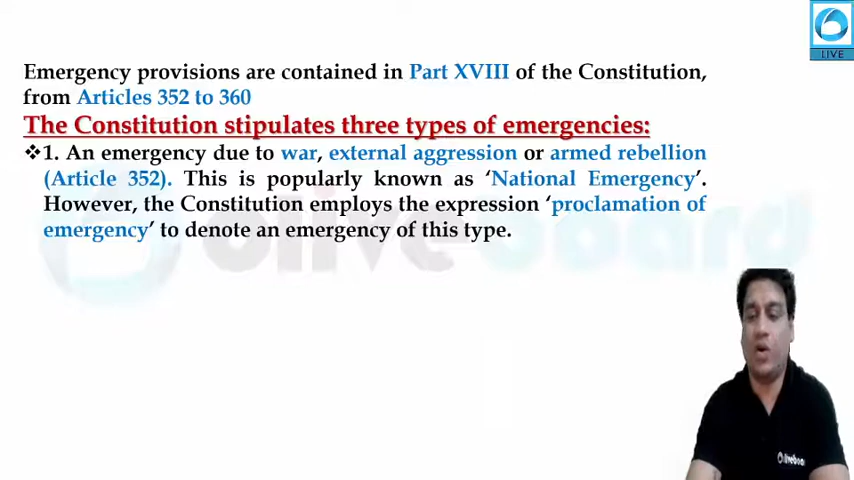 LIVE
Emergency provisions are contained in Part XVIII of the Constitution,
from Articles 352 to 360
The Constitution stipulates three types of emergencies:
❖1. An emergency due to war, external aggression or armed rebellion
(Article 352). This is popularly known as ‘National Emergency’.
However, the Constitution employs the expression ‘proclamation of
emergency’ to denote an emergency of this type.
oliveboard
oliveboard